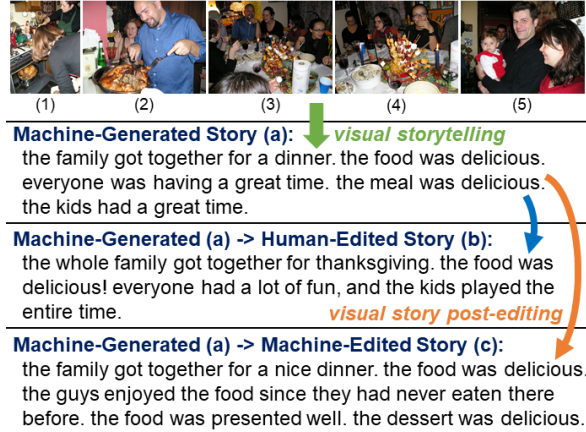 (1) (2) (3) (4) (5)
Machine-Generated Story (a): visual storytelling
the family got together for a dinner. the food was delicious.
everyone was having a great time. the meal was delicious.
the kids had a great time.
Machine-Generated (a) -> Human-Edited Story (b):
the whole family got together for thanksgiving. the food was
delicious! everyone had a lot of fun, and the kids played the
entire time. visual story post-editing
Machine-Generated (a) -> Machine-Edited Story (c):
the family got together for a nice dinner. the food was delicious.
the guys enjoyed the food since they had never eaten there
before. the food was presented well. the dessert was delicious.